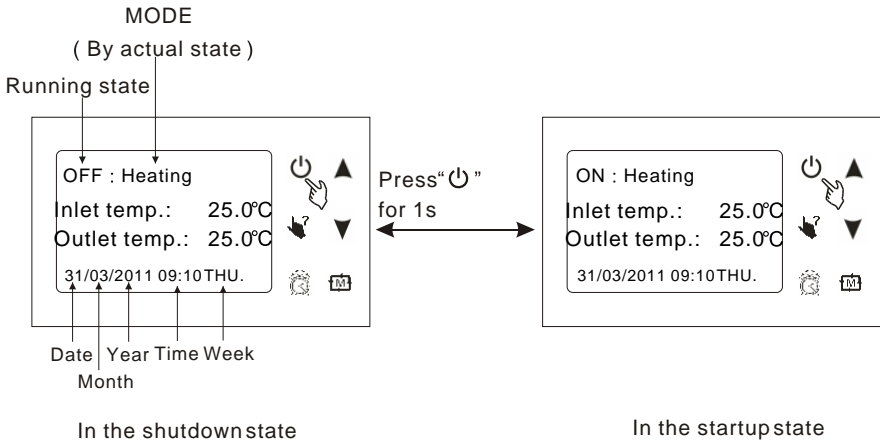 MODE
( By actual state )
Running state
OFF : Heating
Inlet temp.: 25.0℃
Outlet temp.: 25.0℃
31/03/2011 09:10THU.
Date Year Time Week
Month
In the shutdown state
Press“⏻”
for 1s
ON : Heating
Inlet temp.: 25.0℃
Outlet temp.: 25.0℃
31/03/2011 09:10THU.
In the startup state
?
M
?
M